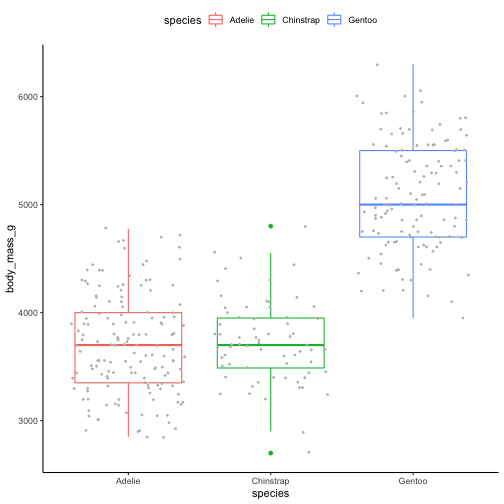 species Adelie Chinstrap Gentoo
6000
5000
4000
3000
body_mass_g
Adelie Chinstrap Gentoo
species